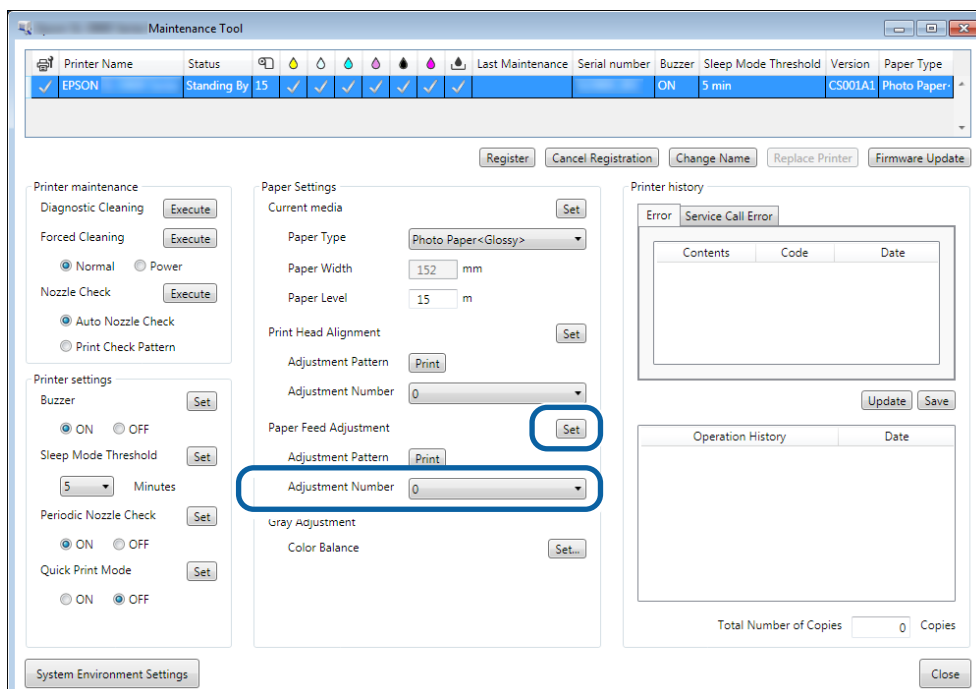 Maintenance Tool
Printer Name Status Last Maintenance Serial number Buzzer Sleep Mode Threshold Version Paper Type
EPSON Standing By 15 ON 5 min CS001A1 Photo Paper
Register Cancel Registration Change Name Replace Printer Firmware Update
Printer maintenance
Diagnostic Cleaning Execute
Forced Cleaning Execute
Normal Power
Nozzle Check Execute
Auto Nozzle Check
Print Check Pattern
Printer settings
Buzzer Set
ON OFF
Sleep Mode Threshold Set
5 Minutes
Periodic Nozzle Check Set
ON OFF
Quick Print Mode Set
ON OFF
Paper Settings
Current media Set
Paper Type Photo Paper<Glossy>
Paper Width 152 mm
Paper Level 15 m
Print Head Alignment Set
Adjustment Pattern Print
Adjustment Number 0
Paper Feed Adjustment Set
Adjustment Pattern Print
Adjustment Number 0
Gray Adjustment
Color Balance Set...
Printer history
Error Service Call Error
Contents Code Date
Update Save
Operation History Date
Total Number of Copies 0 Copies
System Environment Settings Close